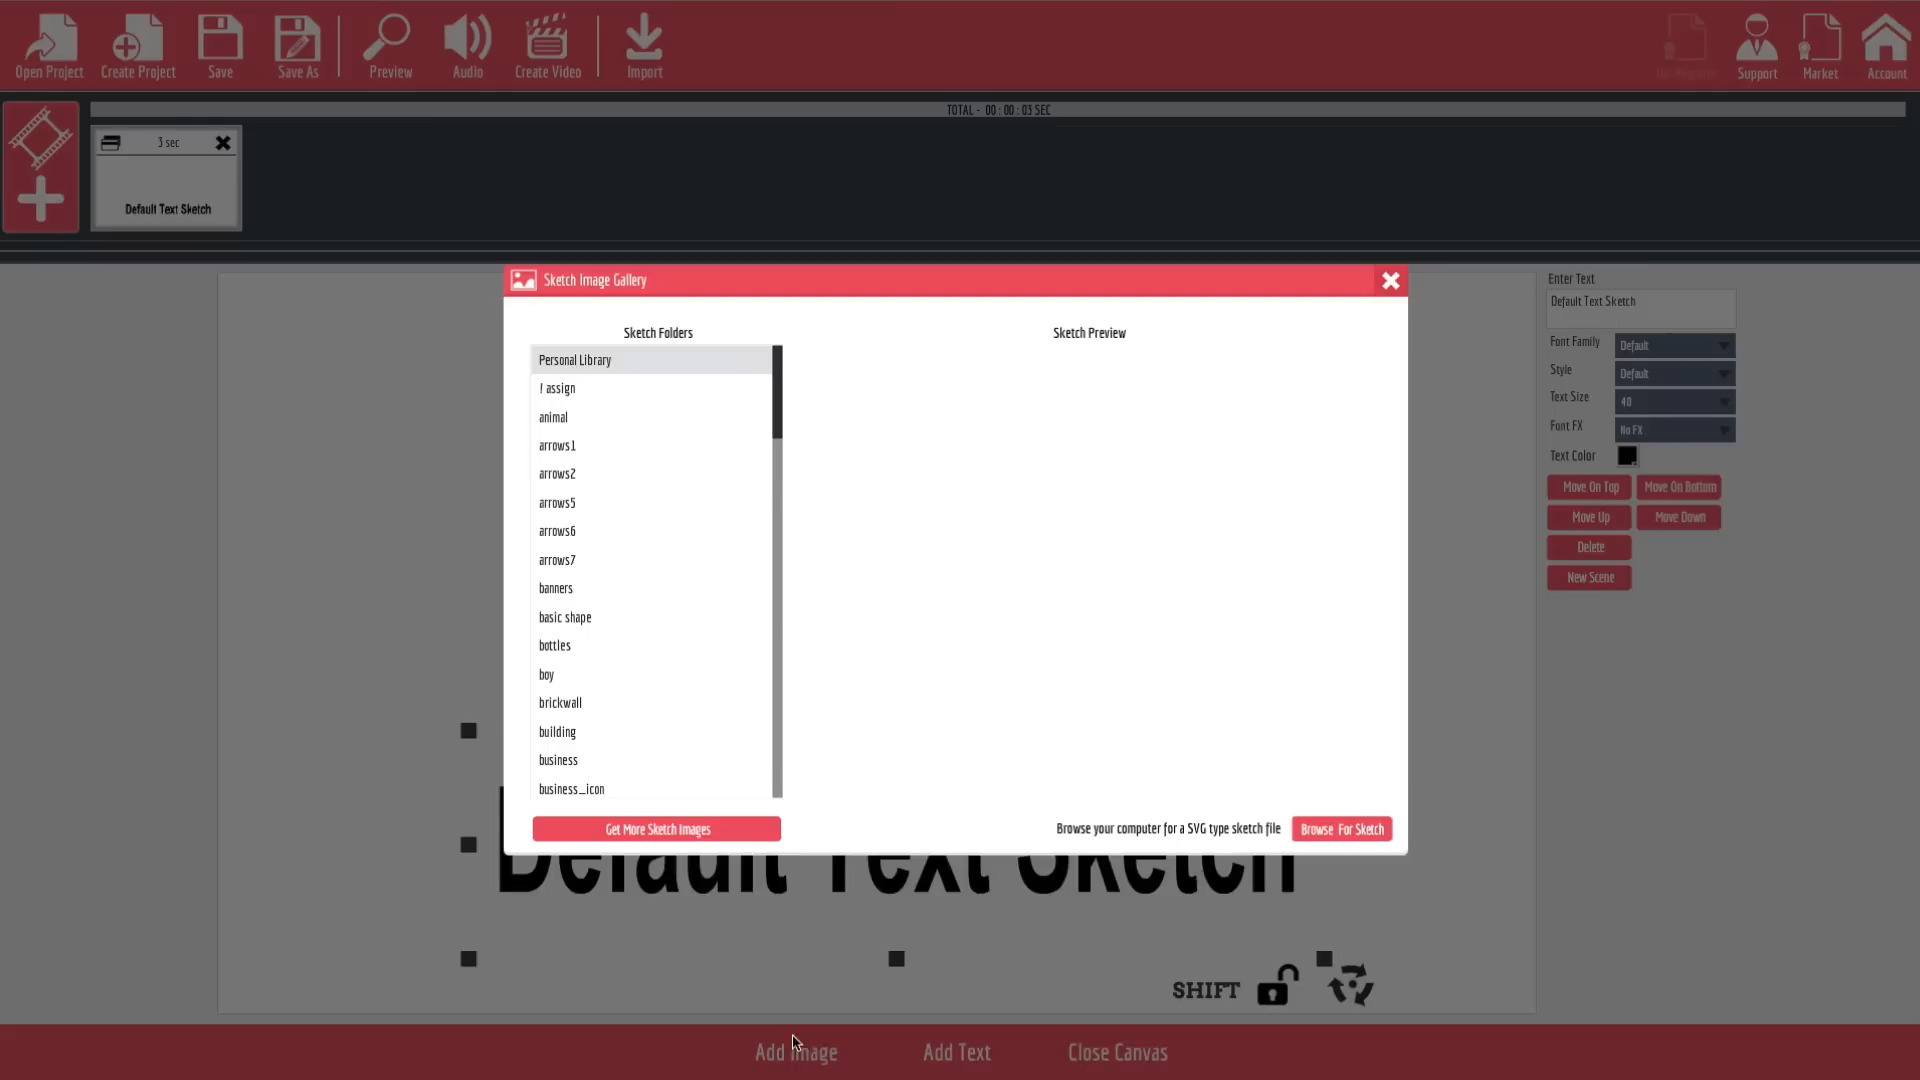 Open Project
Create Project
Save
Save As
Preview
Audio
Create Video
Import
Support
Market
Account
TOTAL - 00 : 00 : 03 SEC
3 sec
Default Text Sketch
Sketch Image Gallery
Sketch Folders
Sketch Preview
Personal Library
! assign
animal
arrows1
arrows2
arrows5
arrows6
arrows7
banners
basic shape
bottles
boy
brickwall
building
business
business_icon
Get More Sketch Images
Browse your computer for a SVG type sketch file
Browse For Sketch
Enter Text
Default Text Sketch
Font Family
Default
Style
Default
Text Size
40
Font FX
No FX
Text Color
Move On Top
Move On Bottom
Move Up
Move Down
Delete
New Scene
Default Text Sketch
SHIFT
Add Image
Add Text
Close Canvas